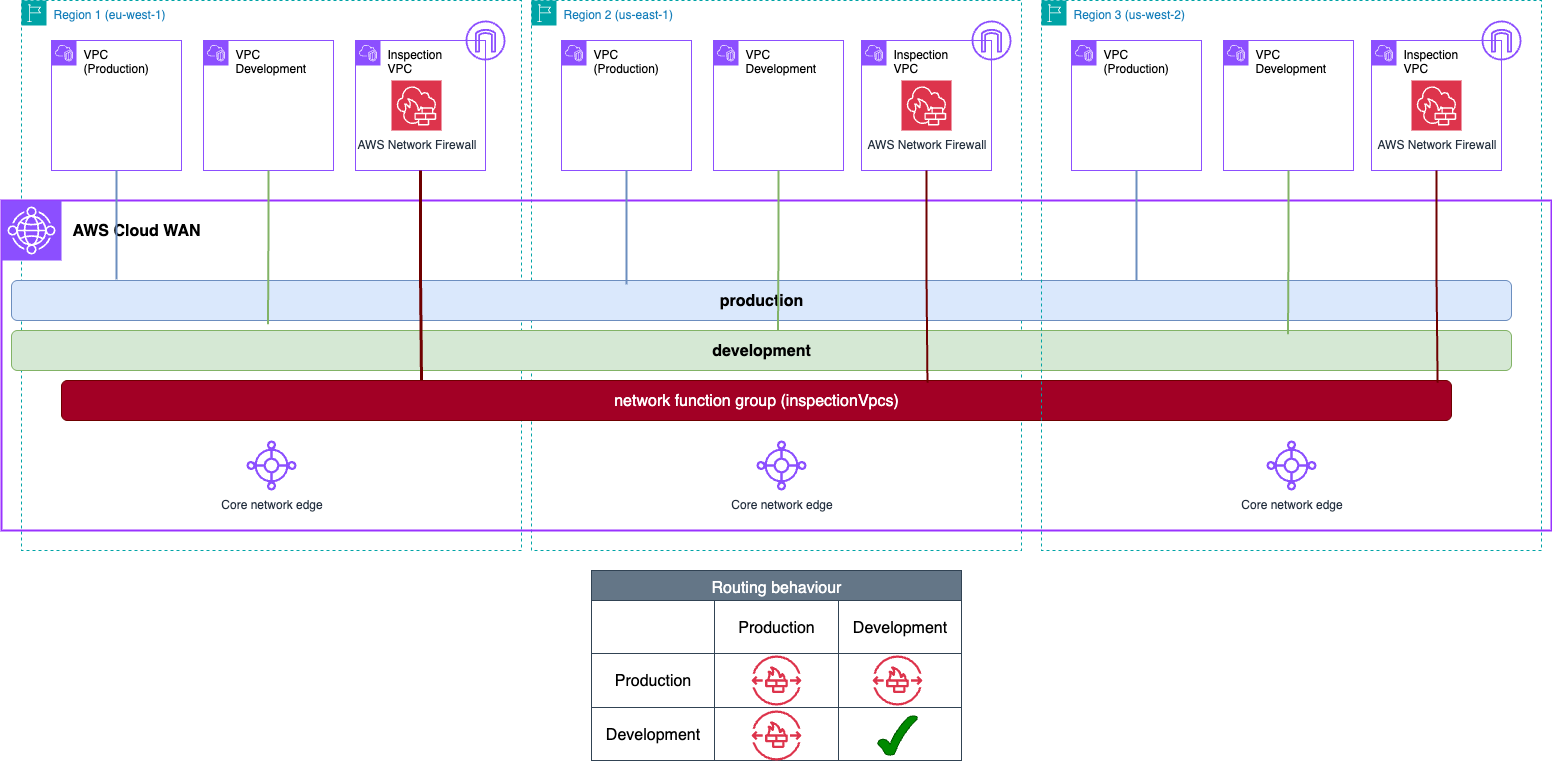 Region 1 (eu-west-1)
Region 2 (us-east-1)
Region 3 (us-west-2)
VPC
(Production)
VPC
Development
Inspection
VPC
AWS Network Firewall
VPC
(Production)
VPC
Development
Inspection
VPC
AWS Network Firewall
VPC
(Production)
VPC
Development
Inspection
VPC
AWS Network Firewall
AWS Cloud WAN
production
development
network function group (inspectionVpcs)
Core network edge
Core network edge
Core network edge
Routing behaviour
Production
Development
Production
Development